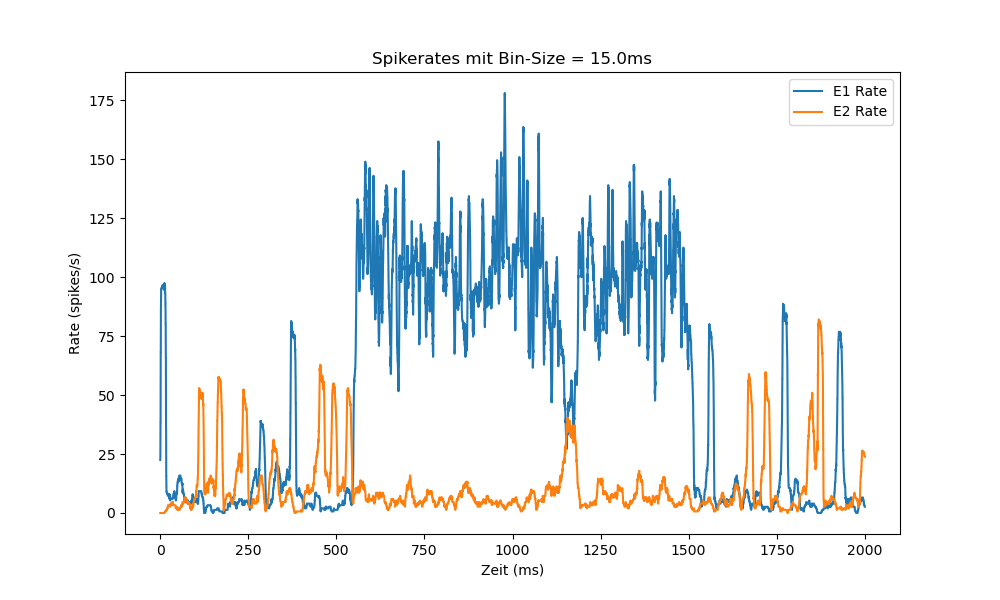 Spikerates mit Bin-Size = 15.0ms
E1 Rate
E2 Rate
Rate (spikes/s)
175
150
125
100
75
50
25
0
0 250 500 750 1000 1250 1500 1750 2000
Zeit (ms)